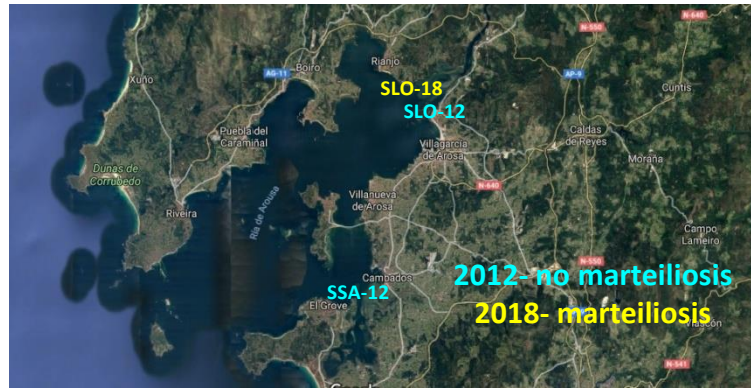 N-640
N-550
Rianjo
Boiro
AG-11
AP-9
Xuño
SLO-18
Cuntis
SLO-12
Puebla del
Caramiñal
Villagarcía
de Arosa
Caldas
de Reyes
Moraña
Dunas de
Corrubedo
N-640
Villanueva
de Arosa
Riveira
Ría de Arousa
Campo
Lameiro
N-550
Cambados
2012- no marteiliosis
SSA-12
El Grove
2018- marteiliosis
N-541